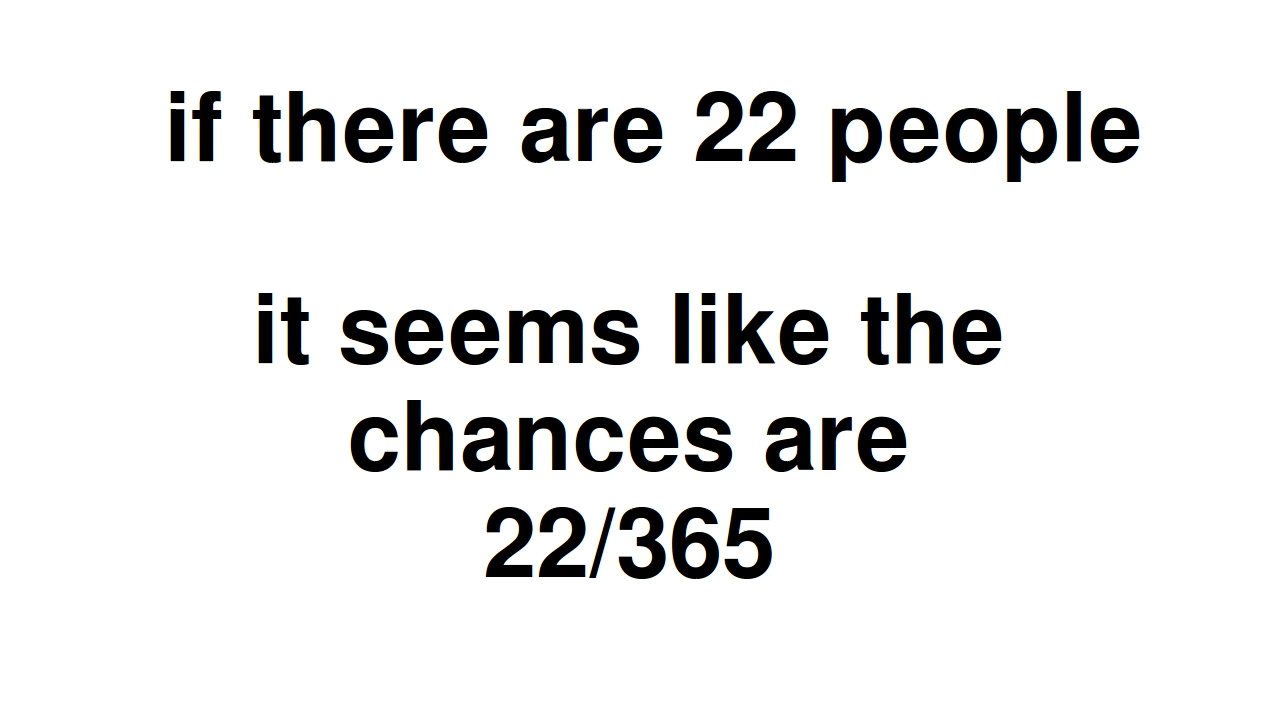 if there are 22 people
it seems like the
chances are
22/365